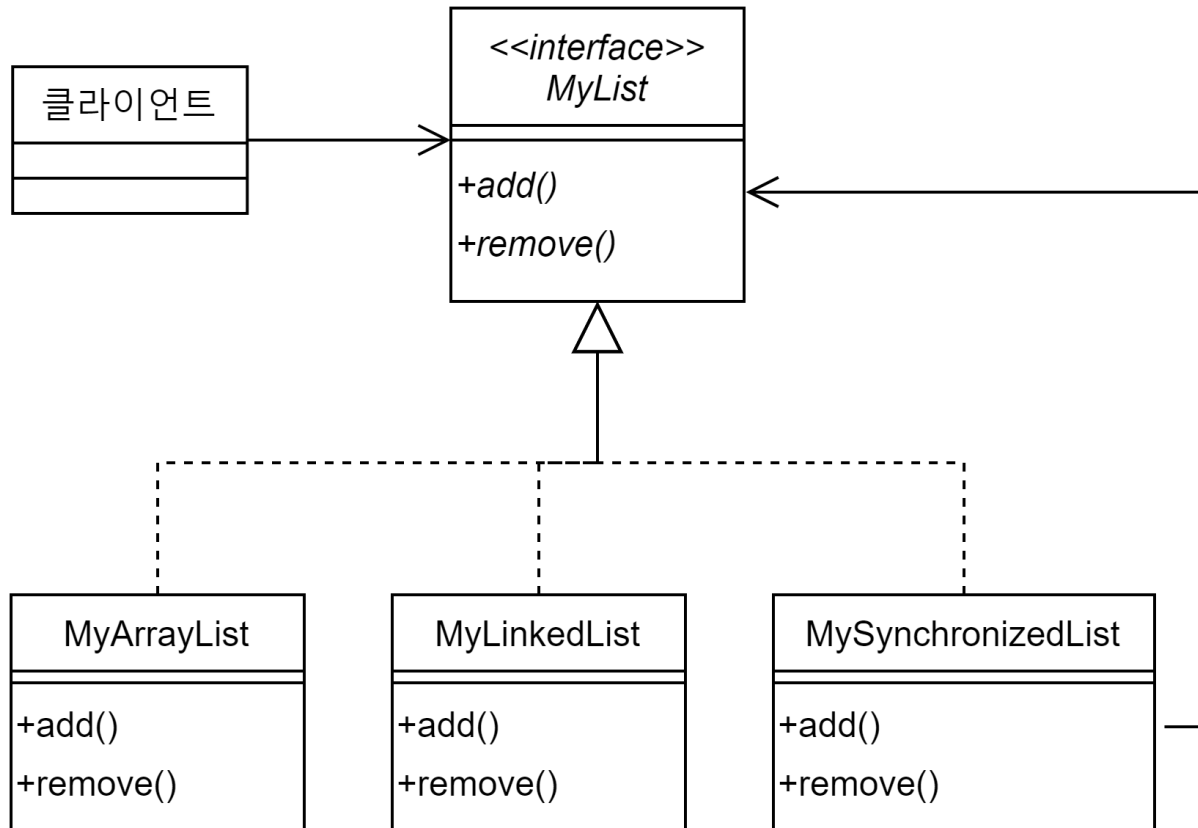 클라이언트
<<interface>>
MyList
+add()
+remove()
MyArrayList
+add()
+remove()
MyLinkedList
+add()
+remove()
MySynchronizedList
+add()
+remove()